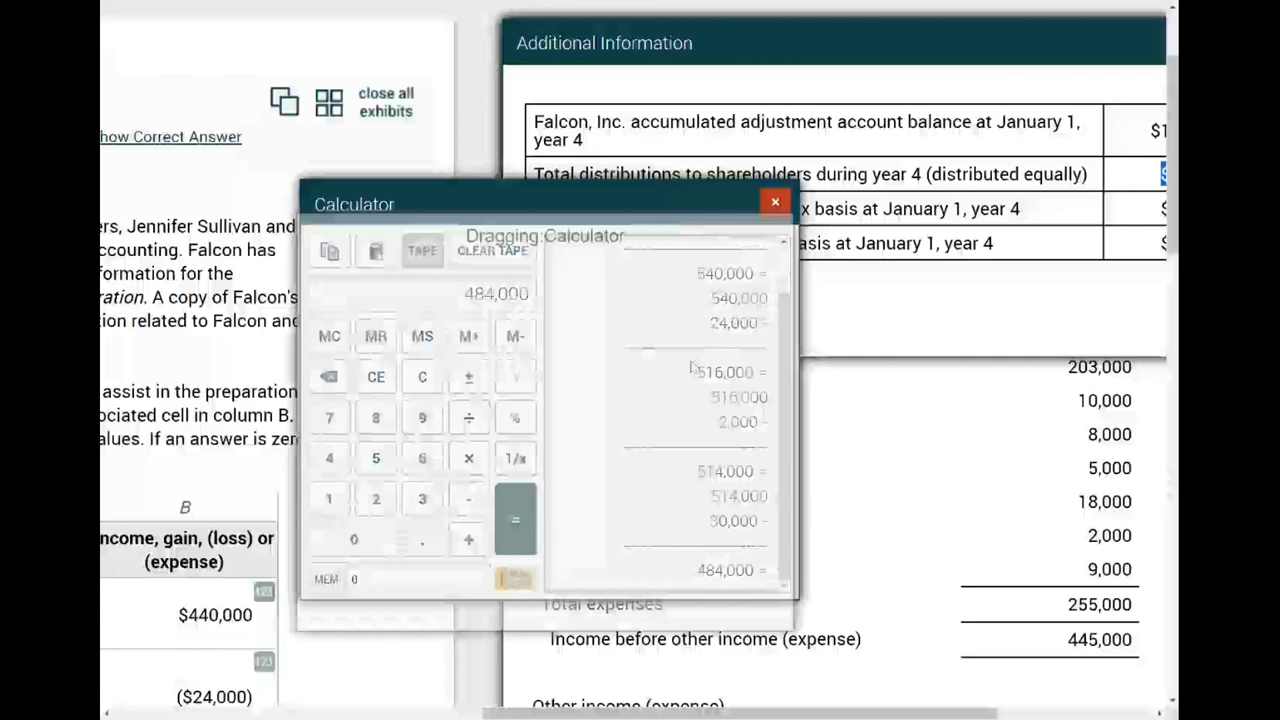 Additional Information
close all
exhibits
how Correct Answer
Falcon, Inc. accumulated adjustment account balance at January 1,
year 4
$1
Total distributions to shareholders during year 4 (distributed equally)
$
x basis at January 1, year 4
$
asis at January 1, year 4
$
ers, Jennifer Sullivan and
ccounting. Falcon has
formation for the
ration. A copy of Falcon's
ion related to Falcon and
assist in the preparation
ociated cell in column B.
alues. If an answer is zer
B
ncome, gain, (loss) or
(expense)
123
$440,000
123
($24,000)
Calculator
×
Dragging:Calculator
TAPE
CLEAR TAPE
484,000
MC MR MS M+ M-
CE C ± √
7 8 9 ÷ %
4 5 6 × 1/x
1 2 3 - =
0 . +
MEM 0
540,000 =
540,000
24,000 -
516,000 =
516,000
2,000 -
514,000 =
514,000
30,000 -
484,000 =
203,000
10,000
8,000
5,000
18,000
2,000
9,000
Total expenses 255,000
Income before other income (expense) 445,000
Other income (expense)